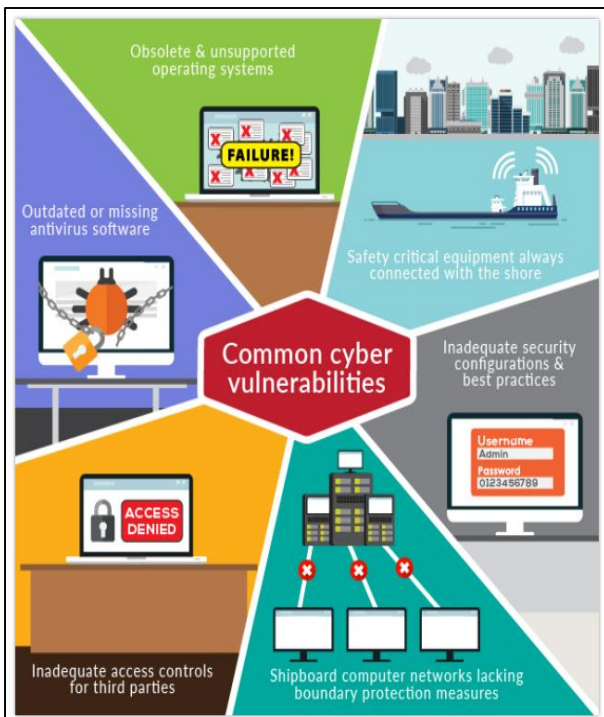 Obsolete & unsupported
operating systems
FAILURE!
Outdated or missing
antivirus software
Safety critical equipment always
connected with the shore
Common cyber
vulnerabilities
Inadequate security
configurations &
best practices
Username
Admin
Password
0123456789
ACCESS
DENIED
Inadequate access controls
for third parties
Shipboard computer networks lacking
boundary protection measures